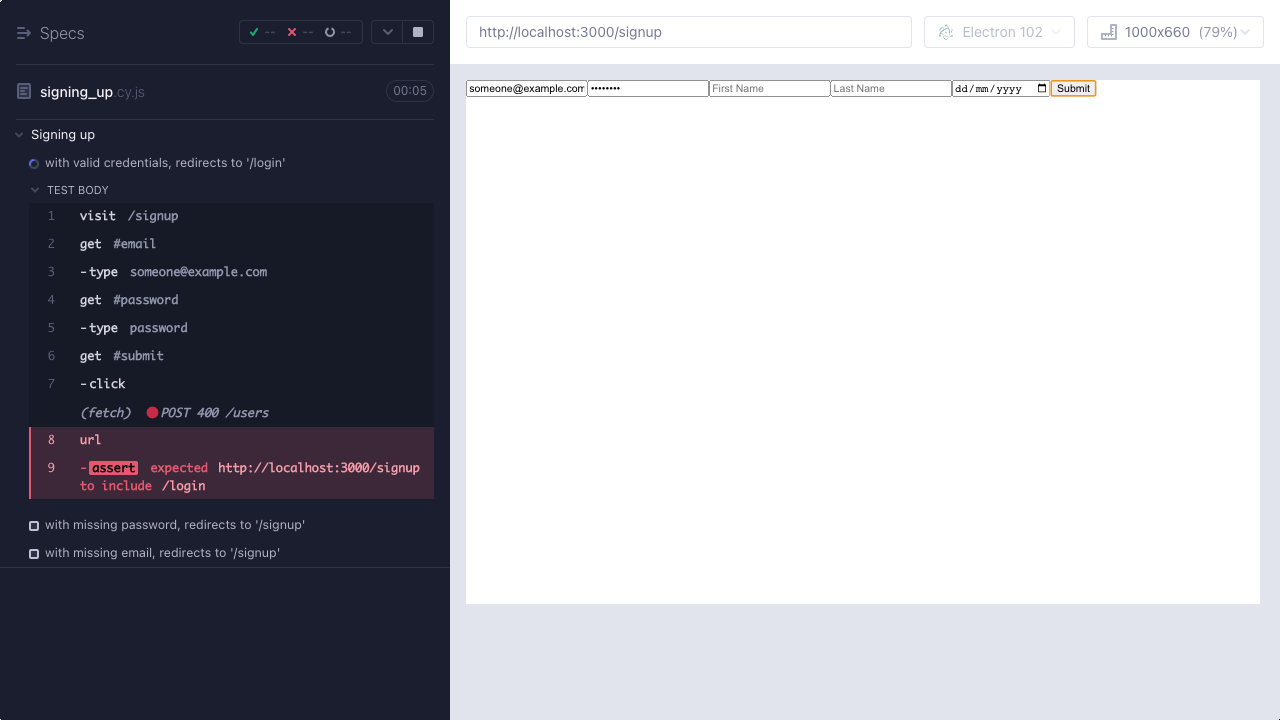 Specs
-- -- --
signing_up.cy.js
00:05
Signing up
with valid credentials, redirects to '/login'
TEST BODY
1 visit /signup
2 get #email
3 -type someone@example.com
4 get #password
5 -type password
6 get #submit
7 -click
(fetch) POST 400 /users
8 url
9 -assert expected http://localhost:3000/signup
to include /login
with missing password, redirects to '/signup'
with missing email, redirects to '/signup'
http://localhost:3000/signup
Electron 102
1000x660 (79%)
someone@example.com •••••••• First Name Last Name dd/mm/yyyy Submit